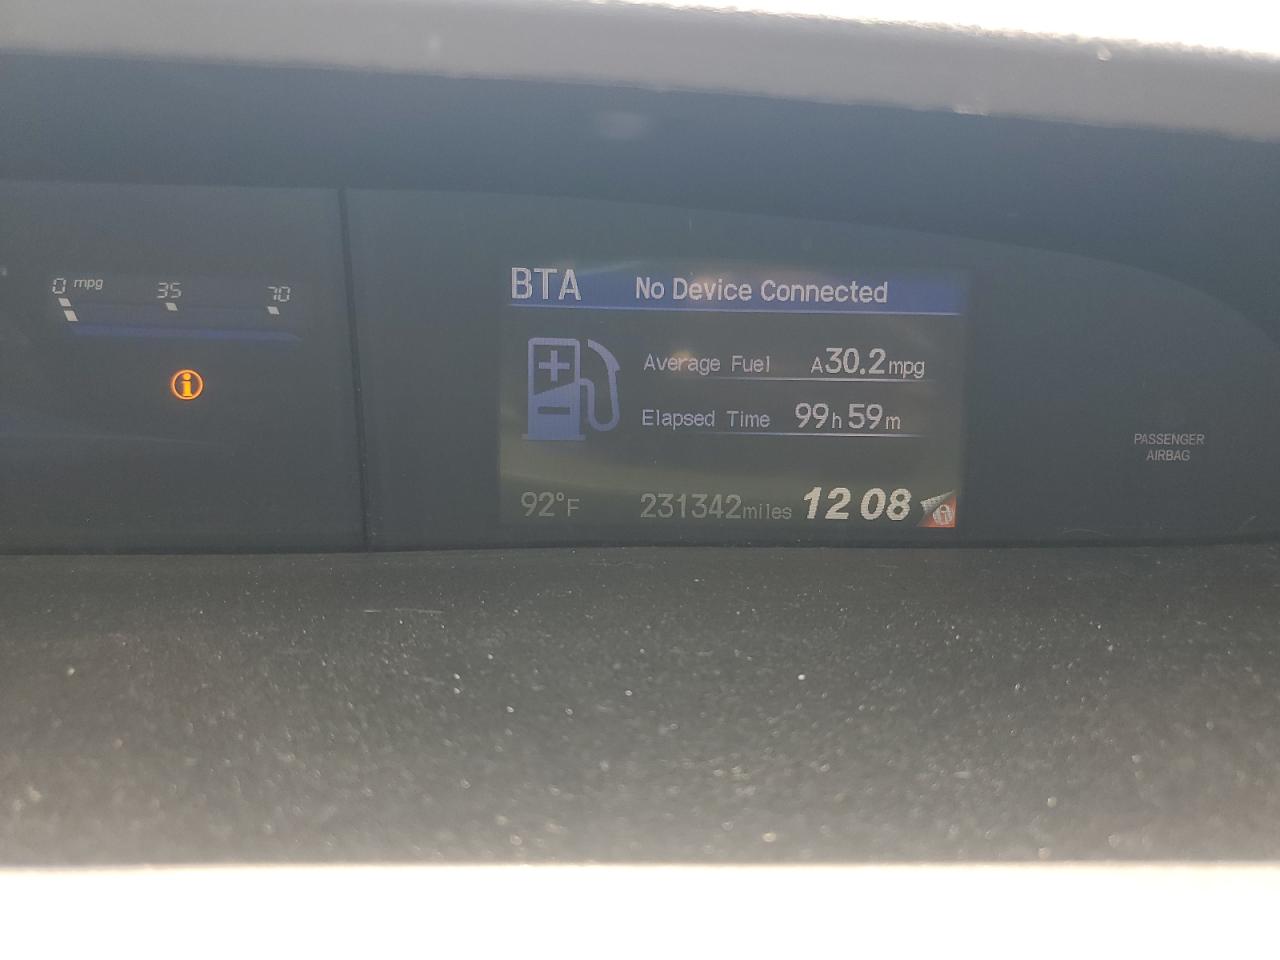 0 mpg 35 70
BTA No Device Connected
Average Fuel A30.2mpg
Elapsed Time 99h59m
92°F 231342miles 12 08
PASSENGER
AIRBAG